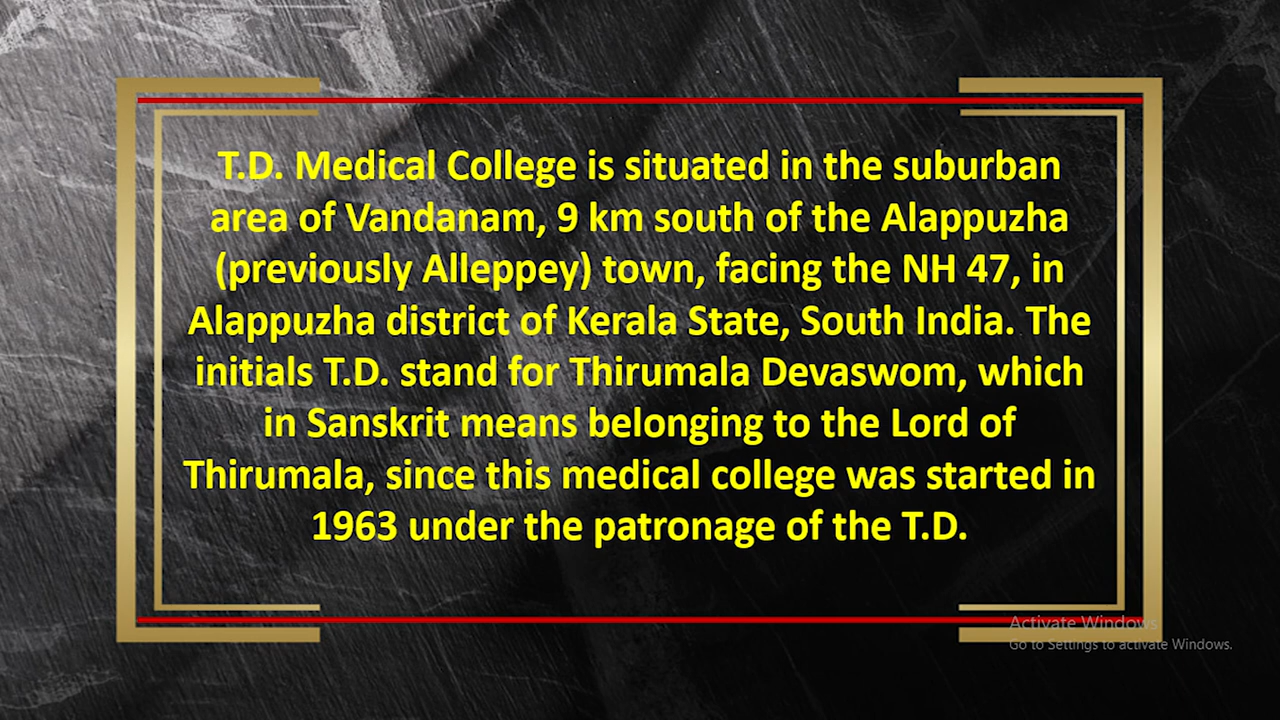 T.D. Medical College is situated in the suburban
area of Vandanam, 9 km south of the Alappuzha
(previously Alleppey) town, facing the NH 47, in
Alappuzha district of Kerala State, South India. The
initials T.D. stand for Thirumala Devaswom, which
in Sanskrit means belonging to the Lord of
Thirumala, since this medical college was started in
1963 under the patronage of the T.D.
Activate Windows
Go to Settings to activate Windows.